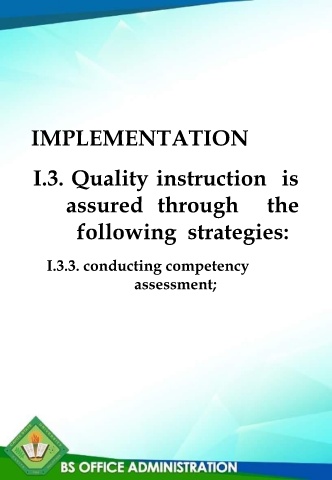 IMPLEMENTATION
I.3. Quality instruction is
assured through the
following strategies:
I.3.3. conducting competency
assessment;
BS OFFICE ADMINISTRATION